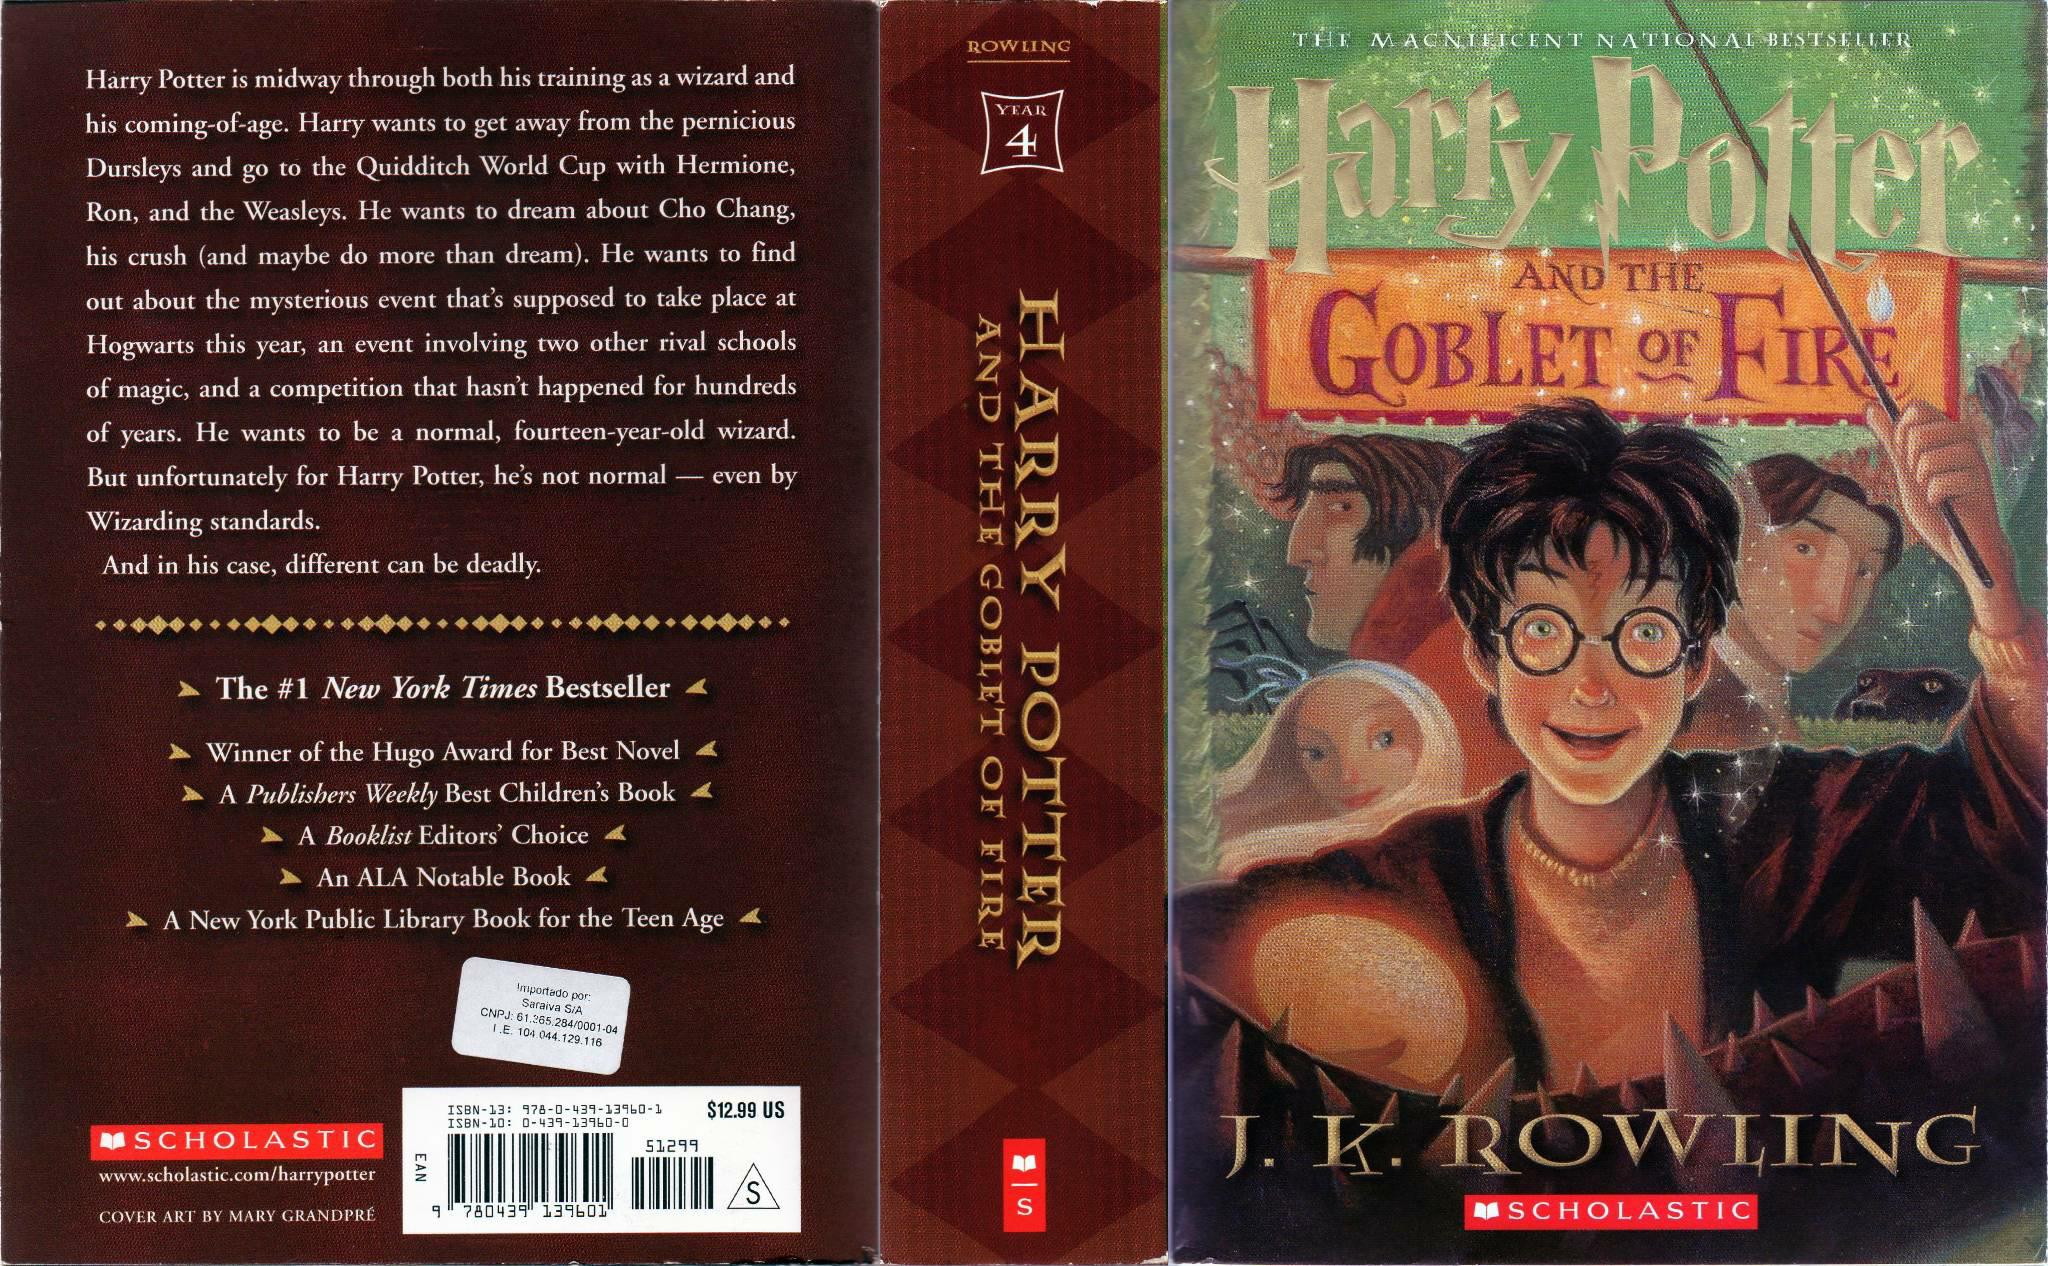 Harry Potter is midway through both his training as a wizard and
his coming-of-age. Harry wants to get away from the pernicious
Dursleys and go to the Quidditch World Cup with Hermione,
Ron, and the Weasleys. He wants to dream about Cho Chang,
his crush (and maybe do more than dream). He wants to find
out about the mysterious event that's supposed to take place at
Hogwarts this year, an event involving two other rival schools
of magic, and a competition that hasn't happened for hundreds
of years. He wants to be a normal, fourteen-year-old wizard.
But unfortunately for Harry Potter, he's not normal — even by
Wizarding standards.
And in his case, different can be deadly.
The #1 New York Times Bestseller
Winner of the Hugo Award for Best Novel
A Publishers Weekly Best Children's Book
A Booklist Editors' Choice
An ALA Notable Book
A New York Public Library Book for the Teen Age
Importado por:
Saraiva S/A
CNPJ: 61.365.284/0001-04
I.E. 104.044.129.116
SCHOLASTIC
www.scholastic.com/harrypotter
COVER ART BY MARY GRANDPRÉ
ISBN-13: 978-0-439-13960-1
ISBN-10: 0-439-13960-0
$12.99 US
51299
EAN
9 780439 139601
S
ROWLING
YEAR
4
HARRY POTTER
AND THE GOBLET OF FIRE
S
THE MAGNIFICENT NATIONAL BESTSELLER
Harry Potter
AND THE
GOBLET OF FIRE
J. K. ROWLING
SCHOLASTIC